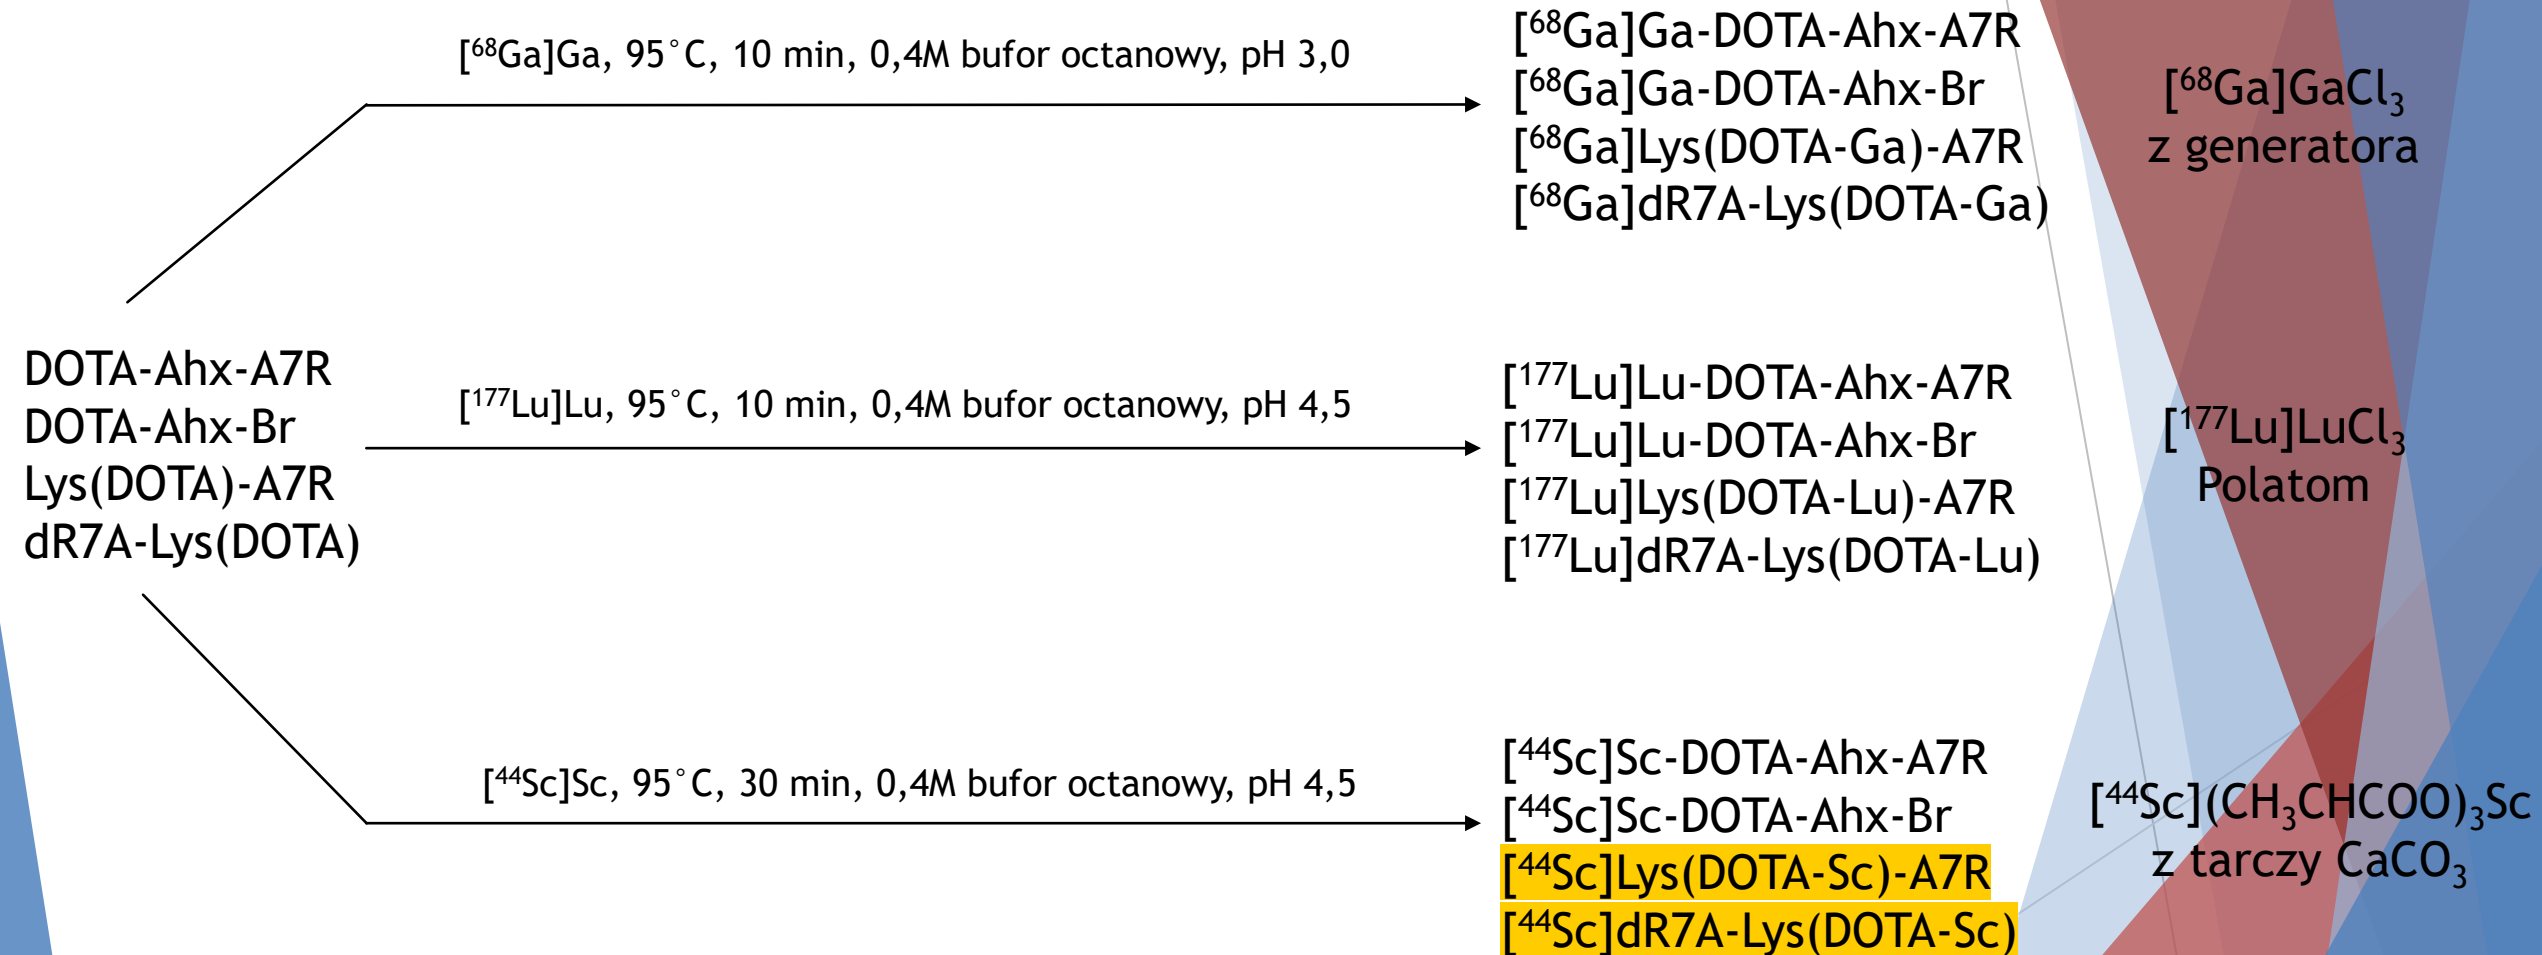 [⁶⁸Ga]Ga, 95°C, 10 min, 0,4M bufor octanowy, pH 3,0
[⁶⁸Ga]Ga-DOTA-Ahx-A7R
[⁶⁸Ga]Ga-DOTA-Ahx-Br
[⁶⁸Ga]Lys(DOTA-Ga)-A7R
[⁶⁸Ga]dR7A-Lys(DOTA-Ga)
[⁶⁸Ga]GaCl₃
z generatora
DOTA-Ahx-A7R
DOTA-Ahx-Br
Lys(DOTA)-A7R
dR7A-Lys(DOTA)
[¹⁷⁷Lu]Lu, 95°C, 10 min, 0,4M bufor octanowy, pH 4,5
[¹⁷⁷Lu]Lu-DOTA-Ahx-A7R
[¹⁷⁷Lu]Lu-DOTA-Ahx-Br
[¹⁷⁷Lu]Lys(DOTA-Lu)-A7R
[¹⁷⁷Lu]dR7A-Lys(DOTA-Lu)
[¹⁷⁷Lu]LuCl₃
Polatom
[⁴⁴Sc]Sc, 95°C, 30 min, 0,4M bufor octanowy, pH 4,5
[⁴⁴Sc]Sc-DOTA-Ahx-A7R
[⁴⁴Sc]Sc-DOTA-Ahx-Br
[⁴⁴Sc]Lys(DOTA-Sc)-A7R
[⁴⁴Sc]dR7A-Lys(DOTA-Sc)
[⁴⁴Sc](CH₃CHCOO)₃Sc
z tarczy CaCO₃